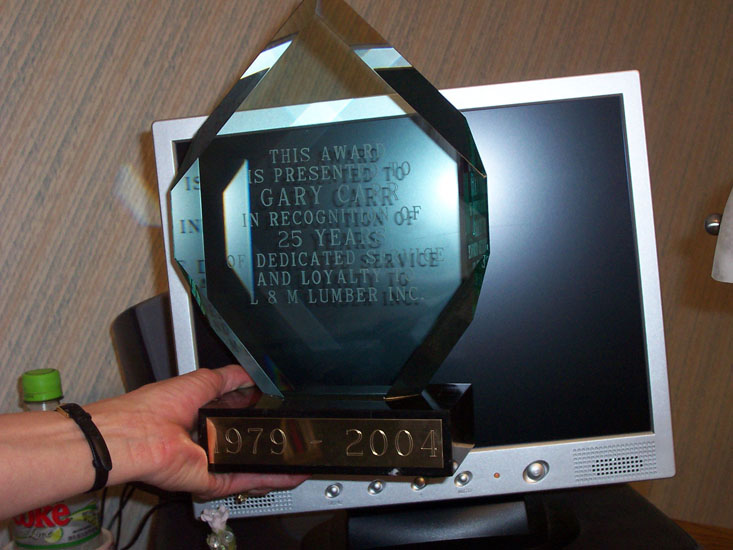 THIS AWARD
IS PRESENTED TO
GARY CARR
IN RECOGNITION OF
25 YEARS
OF DEDICATED SERVICE
AND LOYALTY TO
L & M LUMBER INC.
1979 - 2004
Coke